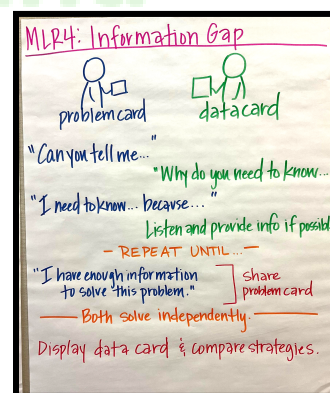 MLR4: Information Gap
problem card
data card
"Can you tell me..."
"Why do you need to know...
"I need to know... because..."
Listen and provide info if possibl
- REPEAT UNTIL... -
"I have enough information
to solve this problem."
share
problem card
Both solve independently.
Display data card & compare strategies.